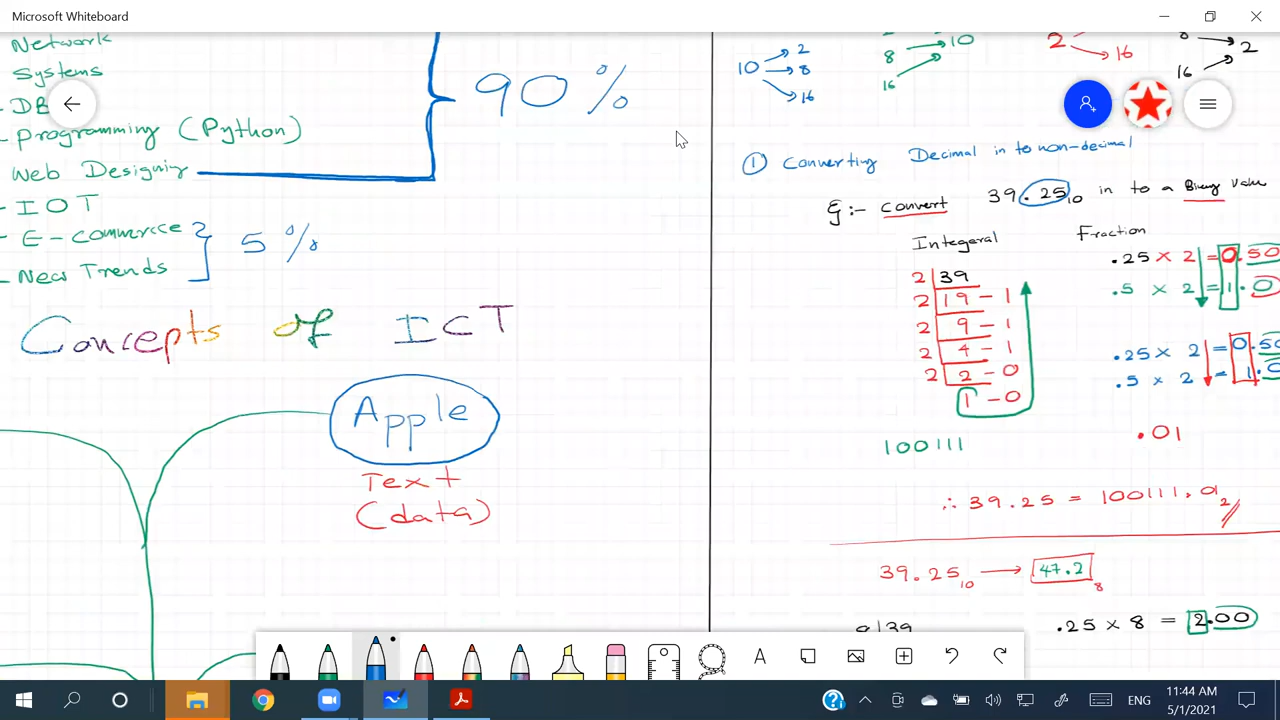 Microsoft Whiteboard
Network
Systems
- DB
- Programming (Python)
Web Designing
- IOT
- E-commerce
- New Trends
90 %
5 %
Concepts of ICT
Apple
Text
(data)
10 2
8
16
8 10
16
2
16
8
2
16
① Converting Decimal in to non-decimal
Eg :- Convert 39.25₁₀ in to a Binary Value
Integeral
2 39
2 19 - 1
2 9 - 1
2 4 - 1
2 2 - 0
1 - 0
100111
Fraction
.25 × 2 = 0.50
.5 × 2 = 1.0
.25 × 2 = 0.50
.5 × 2 = 1.0
.01
∴ 39.25 = 100111.01₂
39.25₁₀ → 47.2₈
8 39
.25 × 8 = 2.00
ENG
11:44 AM
5/1/2021